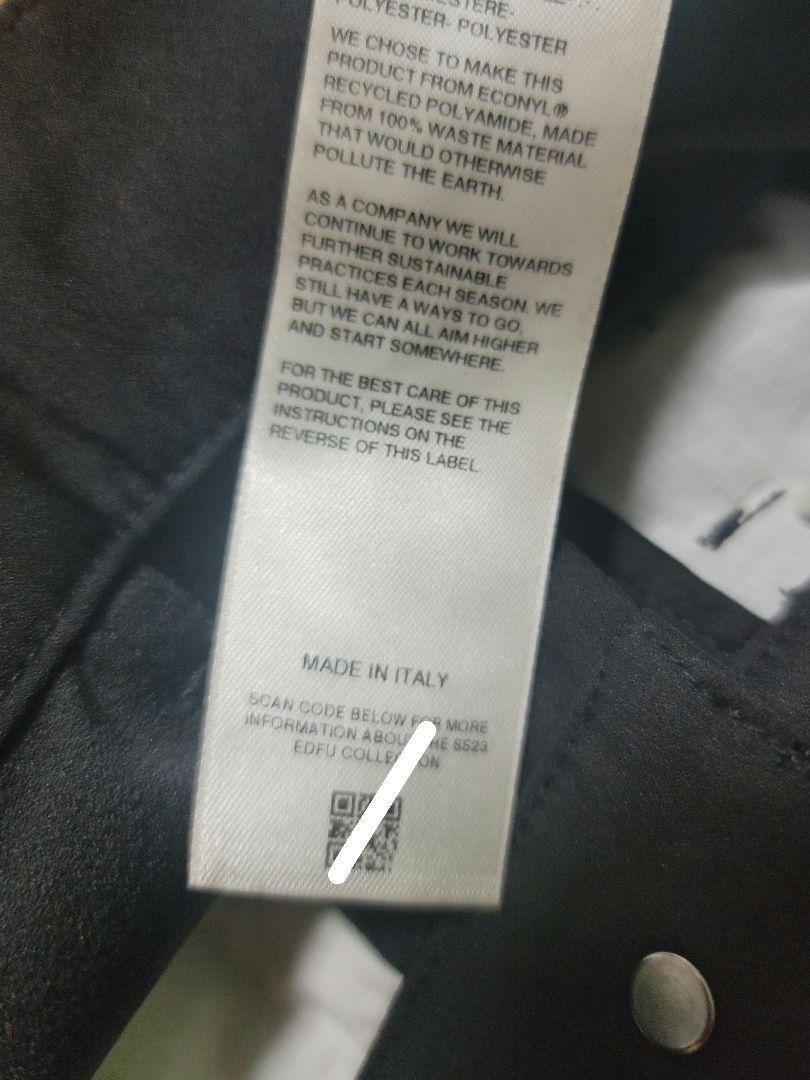 POLYESTER- POLYESTER
WE CHOSE TO MAKE THIS
PRODUCT FROM ECONYL®
RECYCLED POLYAMIDE, MADE
FROM 100% WASTE MATERIAL
THAT WOULD OTHERWISE
POLLUTE THE EARTH.
AS A COMPANY WE WILL
CONTINUE TO WORK TOWARDS
FURTHER SUSTAINABLE
PRACTICES EACH SEASON. WE
STILL HAVE A WAYS TO GO,
BUT WE CAN ALL AIM HIGHER
AND START SOMEWHERE.
FOR THE BEST CARE OF THIS
PRODUCT, PLEASE SEE THE
INSTRUCTIONS ON THE
REVERSE OF THIS LABEL.
MADE IN ITALY
SCAN CODE BELOW FOR MORE
INFORMATION ABOUT THE SS23
EDFU COLLECTION